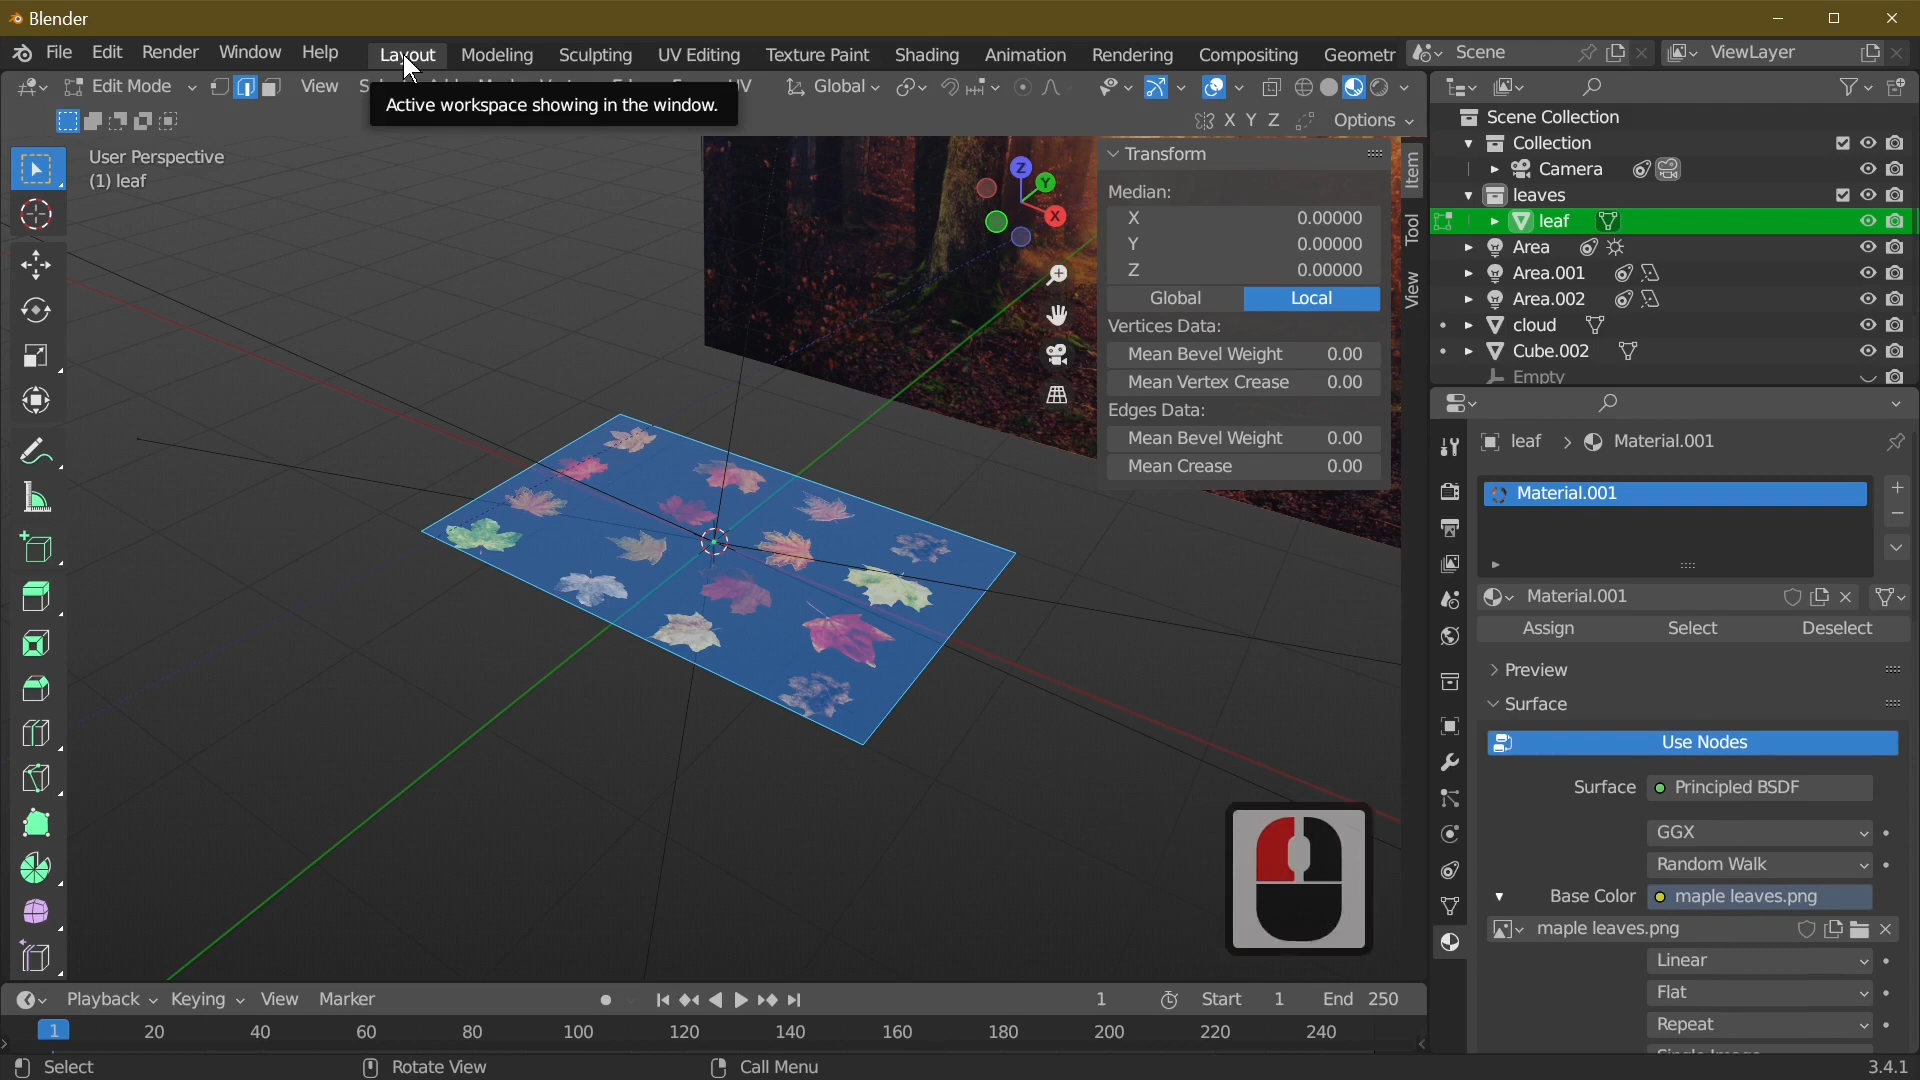 Blender
File Edit Render Window Help Layout Modeling Sculpting UV Editing Texture Paint Shading Animation Rendering Compositing Geometr Scene ViewLayer
Edit Mode View Global
Active workspace showing in the window.
X Y Z Options
User Perspective
(1) leaf
Z
Y
X
Transform
Median:
X 0.00000
Y 0.00000
Z 0.00000
Global Local
Vertices Data:
Mean Bevel Weight 0.00
Mean Vertex Crease 0.00
Edges Data:
Mean Bevel Weight 0.00
Mean Crease 0.00
Item
Tool
View
Scene Collection
Collection
Camera
leaves
leaf
Area
Area.001
Area.002
cloud
Cube.002
Empty
leaf Material.001
Material.001
Material.001
Assign Select Deselect
Preview
Surface
Use Nodes
Surface Principled BSDF
GGX
Random Walk
Base Color maple leaves.png
maple leaves.png
Linear
Flat
Repeat
Playback Keying View Marker 1 Start 1 End 250
1 20 40 60 80 100 120 140 160 180 200 220 240
Select Rotate View Call Menu 3.4.1